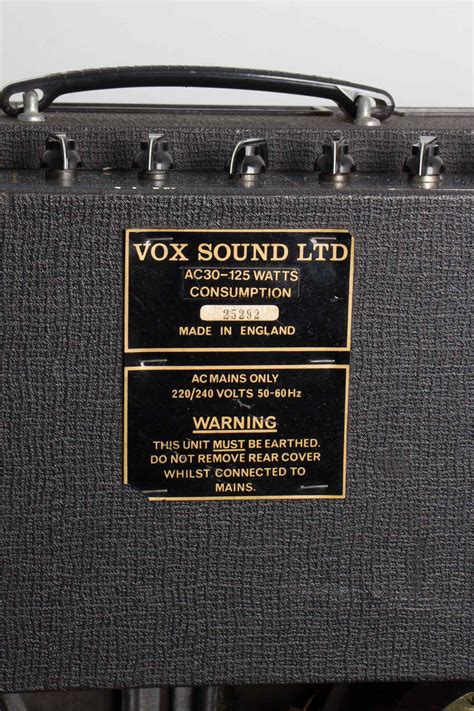 VOX SOUND LTD
AC30-125 WATTS
CONSUMPTION
25292
MADE IN ENGLAND
AC MAINS ONLY
220/240 VOLTS 50-60Hz
WARNING
THIS UNIT MUST BE EARTHED.
DO NOT REMOVE REAR COVER
WHILST CONNECTED TO
MAINS.